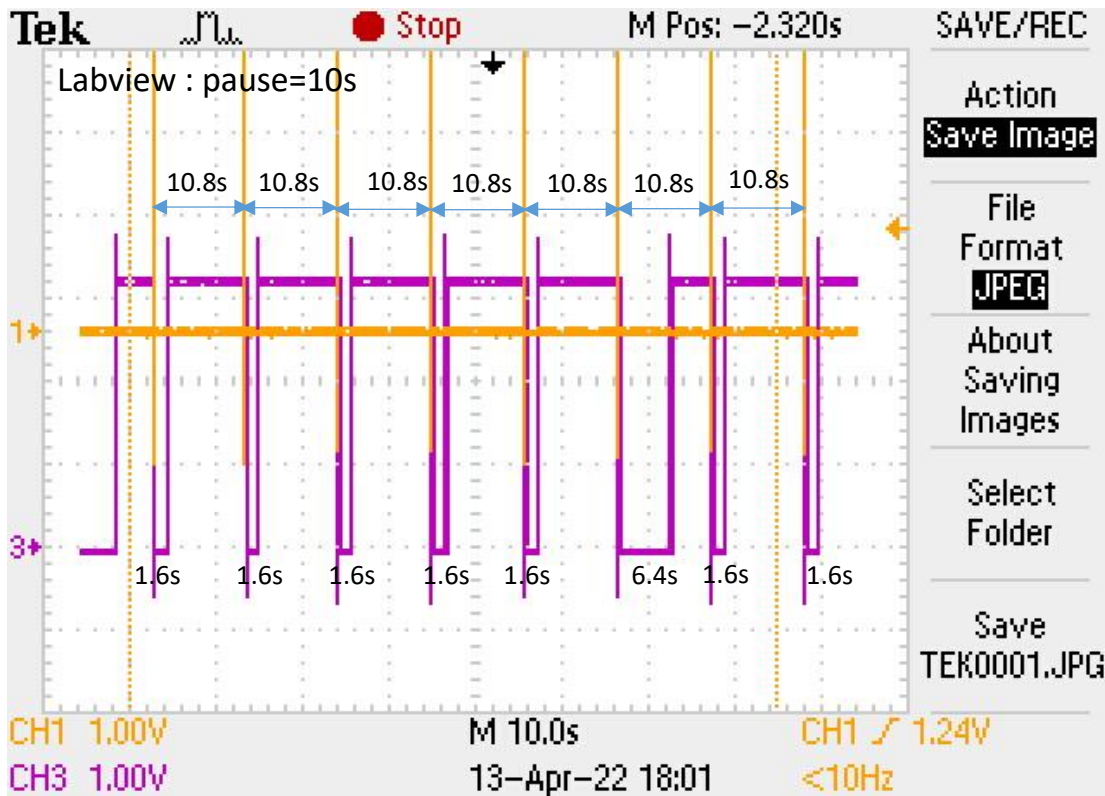 Tek Stop M Pos: -2.320s SAVE/REC
Labview : pause=10s
Action
Save Image
10.8s 10.8s 10.8s 10.8s 10.8s 10.8s 10.8s
File
Format
JPEG
1
About
Saving
Images
Select
Folder
3
1.6s 1.6s 1.6s 1.6s 1.6s 6.4s 1.6s 1.6s
Save
TEK0001.JPG
CH1 1.00V M 10.0s CH1 1.24V
CH3 1.00V 13-Apr-22 18:01 <10Hz